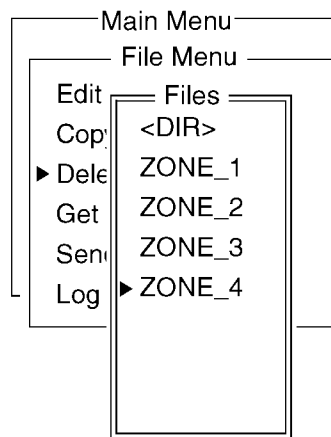 Main Menu
File Menu
Edit
Files
Cop
<DIR>
Dele
ZONE_1
Get
ZONE_2
Sen
ZONE_3
Log
ZONE_4